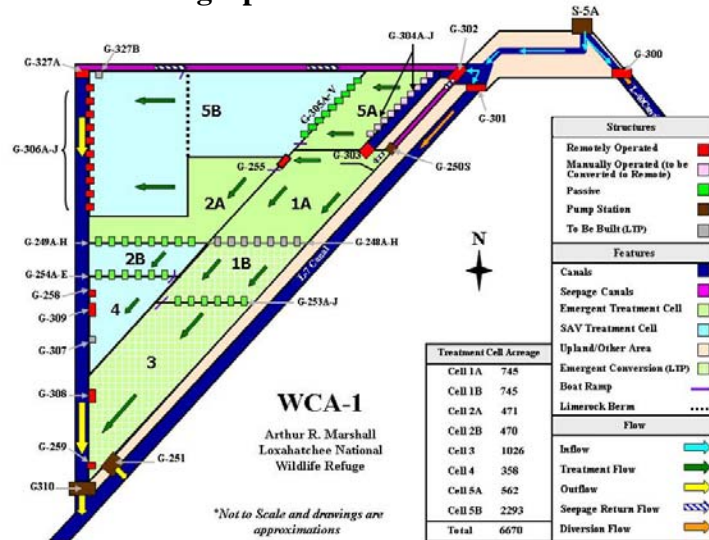 S-5A
G-302
G-304A-J
G-327B
G-327A
G-300
G-301
G-305A-V
5A
5B
G-306A-J
G-303
G-250S
G-255
2A
1A
G-249A-H
G-248A-H
N
2B
1B
G-254A-E
L-7 Canal
G-258
4
G-253A-J
G-309
G-307
3
G-308
WCA-1
Arthur R. Marshall
Loxahatchee National
Wildlife Refuge
G-259
G-251
G310
*Not to Scale and drawings are
approximations
Treatment Cell Acreage
Cell 1A 745
Cell 1B 745
Cell 2A 471
Cell 2B 470
Cell 3 1026
Cell 4 358
Cell 5A 562
Cell 5B 2293
Total 6670
Structures
Remotely Operated
Manually Operated (to be
Converted to Remote)
Passive
Pump Station
To Be Built (LTP)
Features
Canals
Seepage Canals
Emergent Treatment Cell
SAV Treatment Cell
Upland/Other Area
Emergent Conversion (LTP)
Boat Ramp
Limerock Berm
Flow
Inflow
Treatment Flow
Outflow
Seepage Return Flow
Diversion Flow